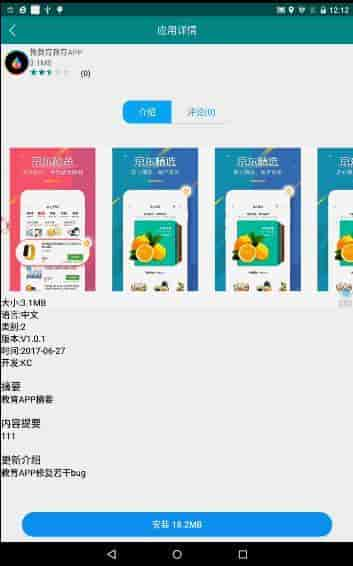 12:12
应用详情
教育教育APP
3.1MB
(0)
介绍
评论(0)
京东精选
京东精选
京东精选
大小:3.1MB
语言:中文
类别:2
版本:V1.0.1
时间:2017-06-27
开发:KC
摘要
教育APP摘要
内容提要
111
更新介绍
教育APP修复若干bug
安装 18.2MB